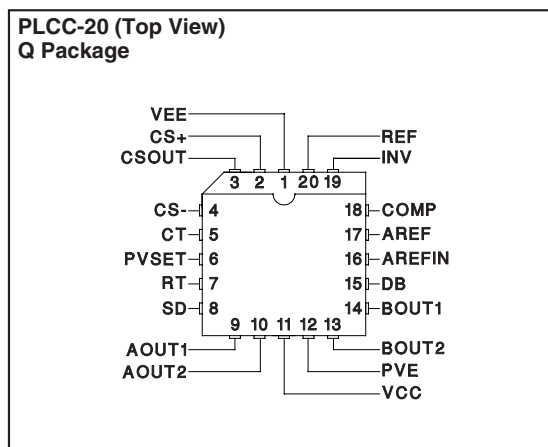 PLCC-20 (Top View)
Q Package
VEE
CS+
CSOUT
REF
INV
3 2 1 20 19
CS- 4
CT 5
PVSET 6
RT 7
SD 8
18 COMP
17 AREF
16 AREFIN
15 DB
14 BOUT1
9 10 11 12 13
AOUT1
AOUT2
BOUT2
PVE
VCC